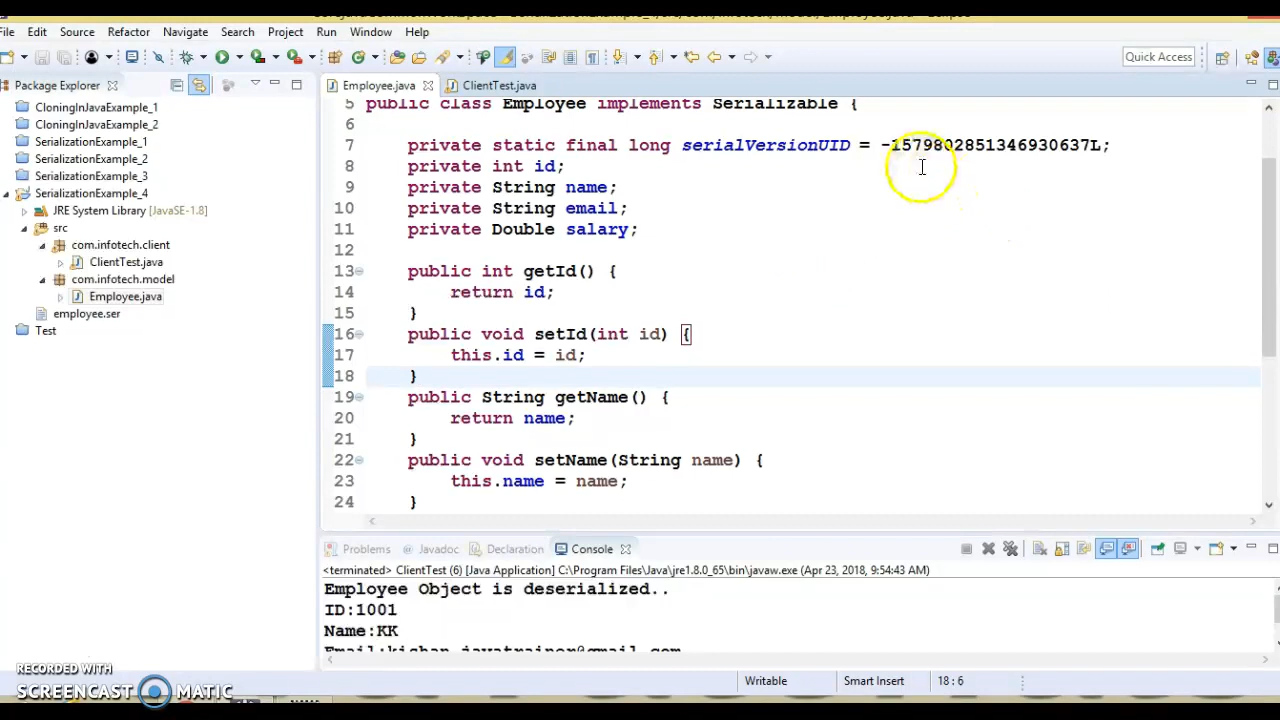 File Edit Source Refactor Navigate Search Project Run Window Help
Quick Access
Package Explorer
Employee.java
ClientTest.java
CloningInJavaExample_1
CloningInJavaExample_2
SerializationExample_1
SerializationExample_2
SerializationExample_3
SerializationExample_4
JRE System Library [JavaSE-1.8]
src
com.infotech.client
ClientTest.java
com.infotech.model
Employee.java
employee.ser
Test
5 public class Employee implements Serializable {
6
7 private static final long serialVersionUID = -1579802851346930637L;
8 private int id;
9 private String name;
10 private String email;
11 private Double salary;
12
13 public int getId() {
14 return id;
15 }
16 public void setId(int id) {
17 this.id = id;
18 }
19 public String getName() {
20 return name;
21 }
22 public void setName(String name) {
23 this.name = name;
24 }
Problems @ Javadoc Declaration Console
<terminated> ClientTest (6) [Java Application] C:\Program Files\Java\jre1.8.0_65\bin\javaw.exe (Apr 23, 2018, 9:54:43 AM)
Employee Object is deserialized..
ID:1001
Name:KK
Email:kishan.javatrainer@gmail.com
Writable Smart Insert 18 : 6
RECORDED WITH
SCREENCAST MATIC